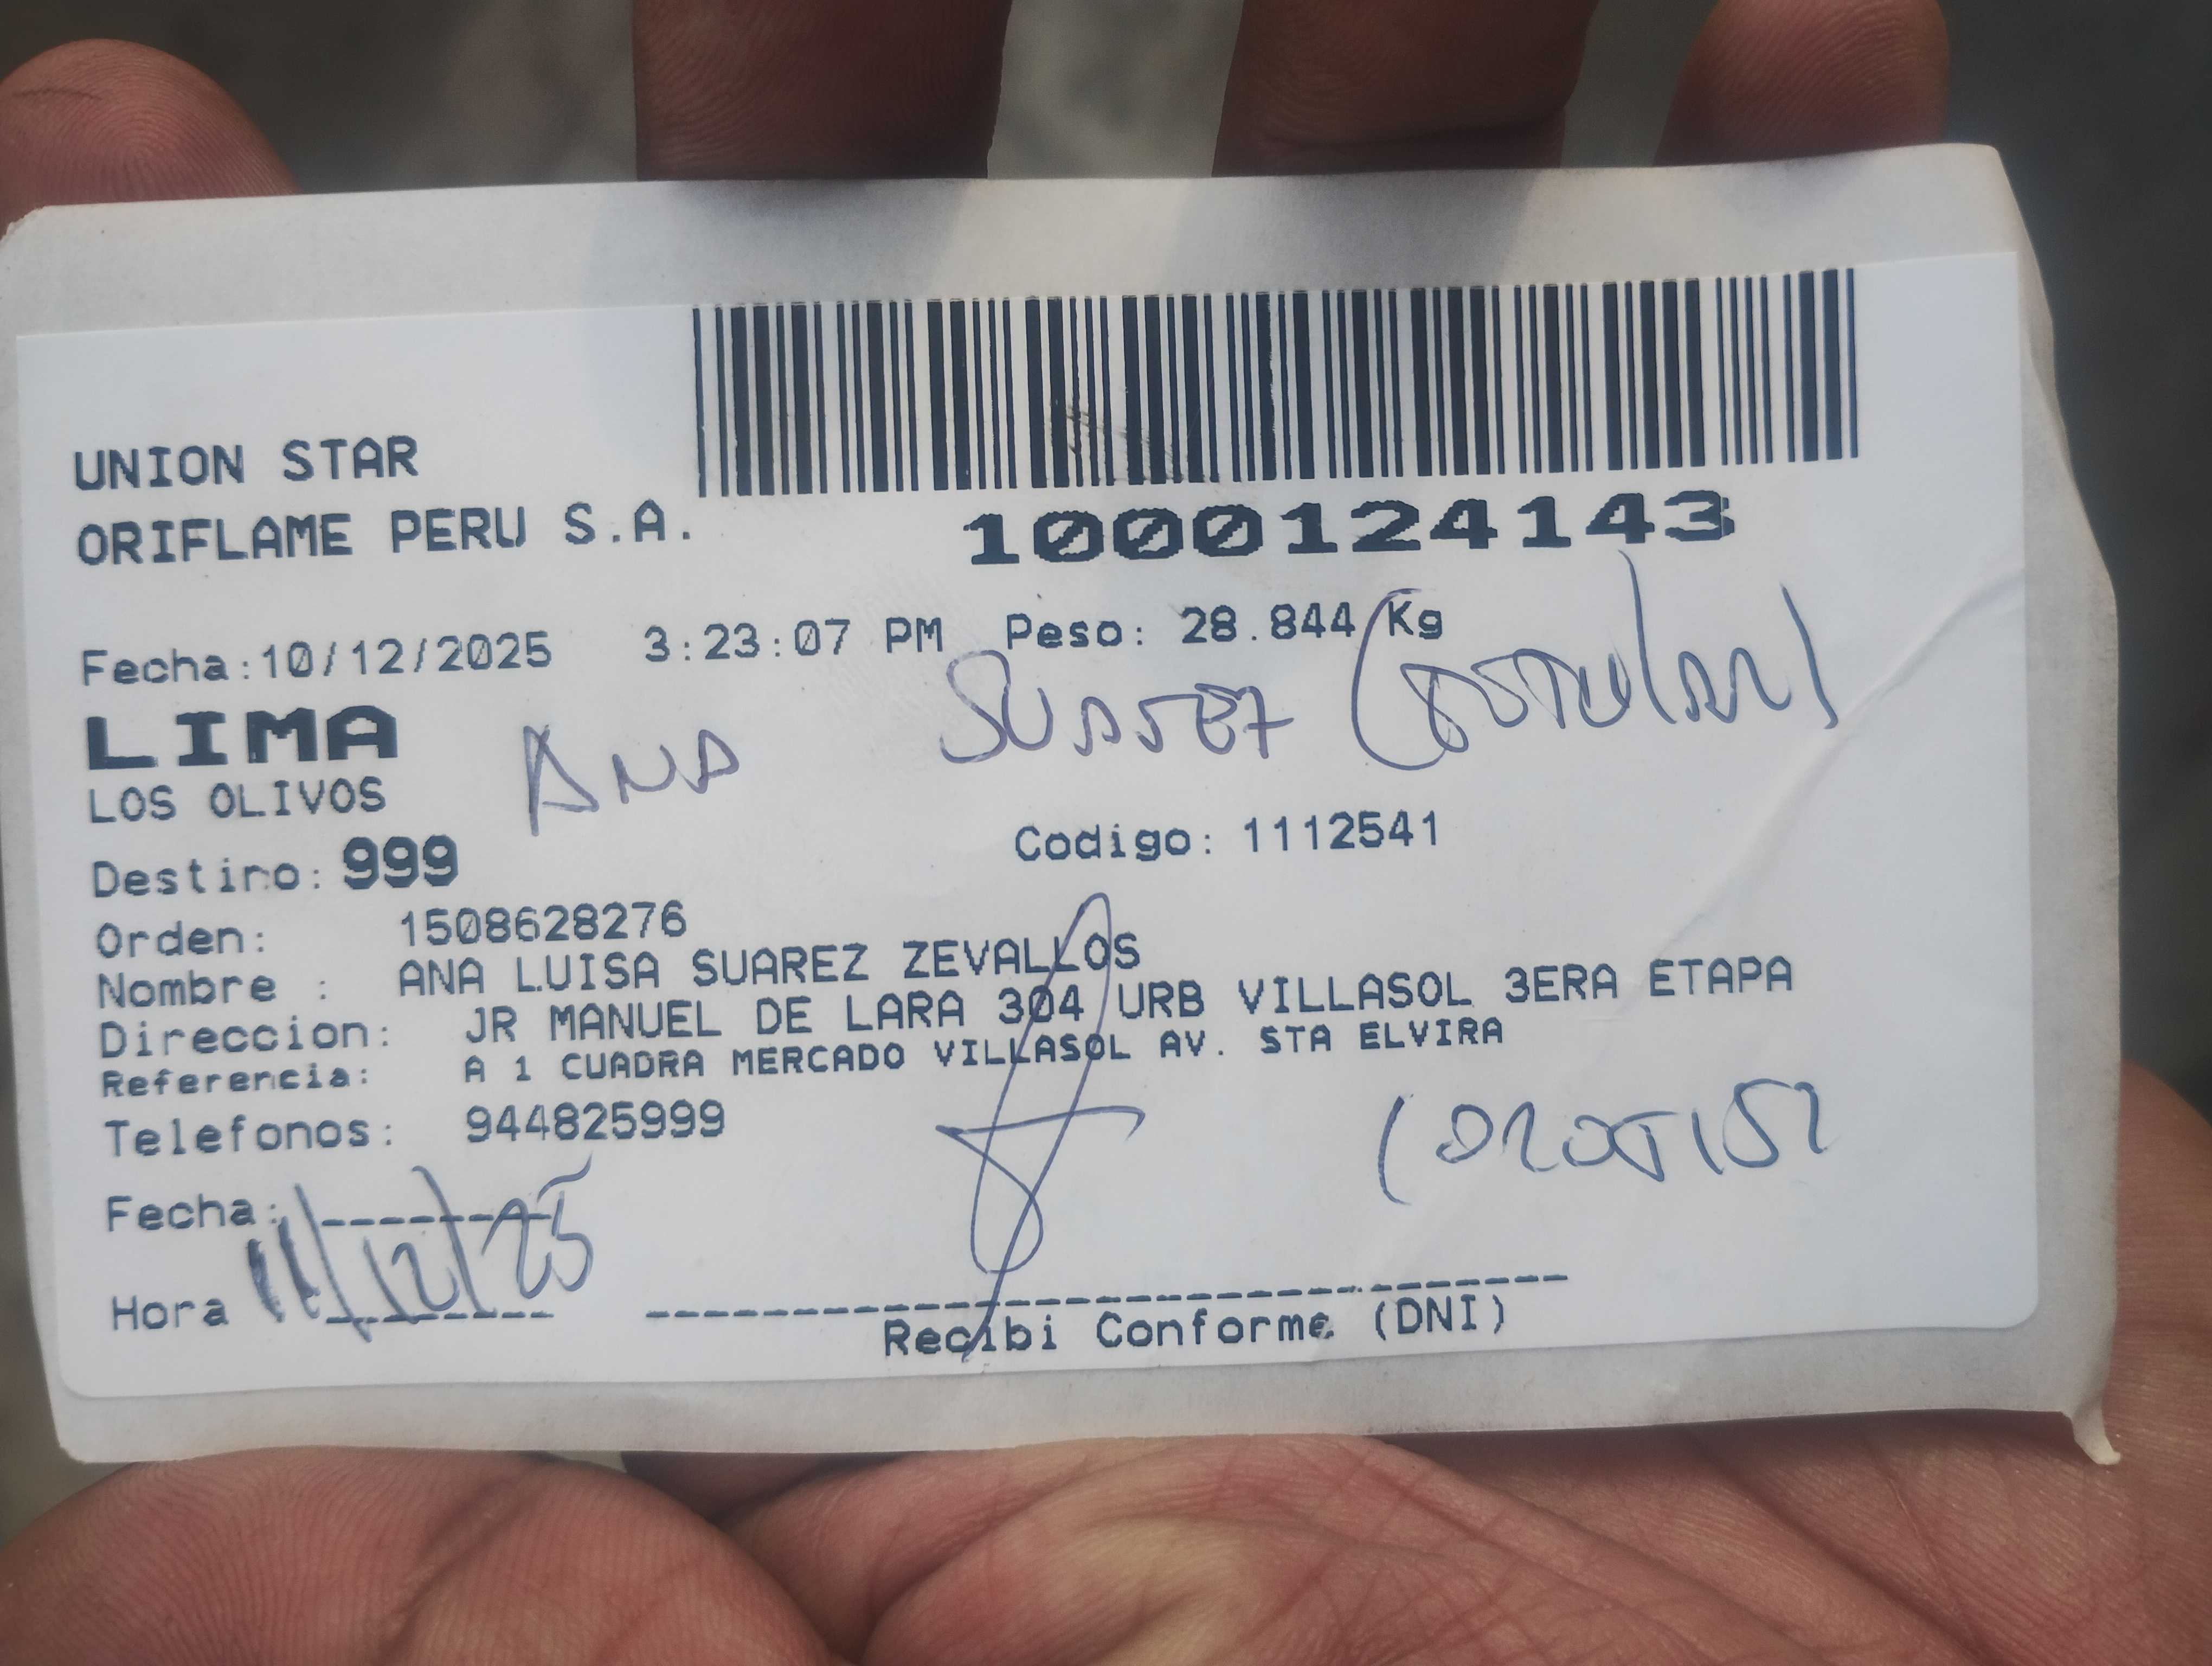 UNION STAR
ORIFLAME PERU S.A.
1000124143
Fecha:10/12/2025 3:23:07 PM Peso: 28.844 Kg
LIMA
ANA SUAREZ
LOS OLIVOS
Codigo: 1112541
Destino: 999
Orden: 1508628276
Nombre : ANA LUISA SUAREZ ZEVALLOS
Direccion: JR MANUEL DE LARA 304 URB VILLASOL 3ERA ETAPA
Referencia: A 1 CUADRA MERCADO VILLASOL AV. STA ELVIRA
Telefonos: 944825999
Fecha: 11/12/25
Hora
Recibi Conforme (DNI)